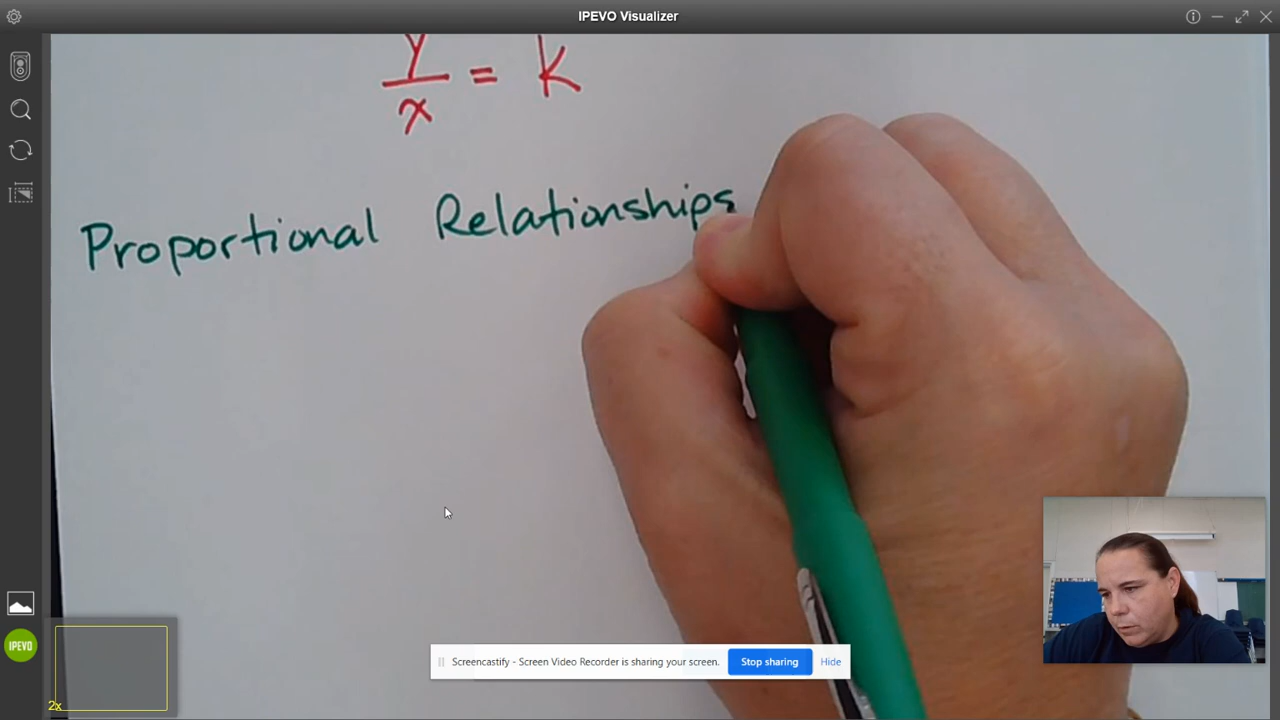 IPEVO Visualizer
y
x = k
Proportional Relationships
Screencastify - Screen Video Recorder is sharing your screen. Stop sharing Hide
IPEVO
2x